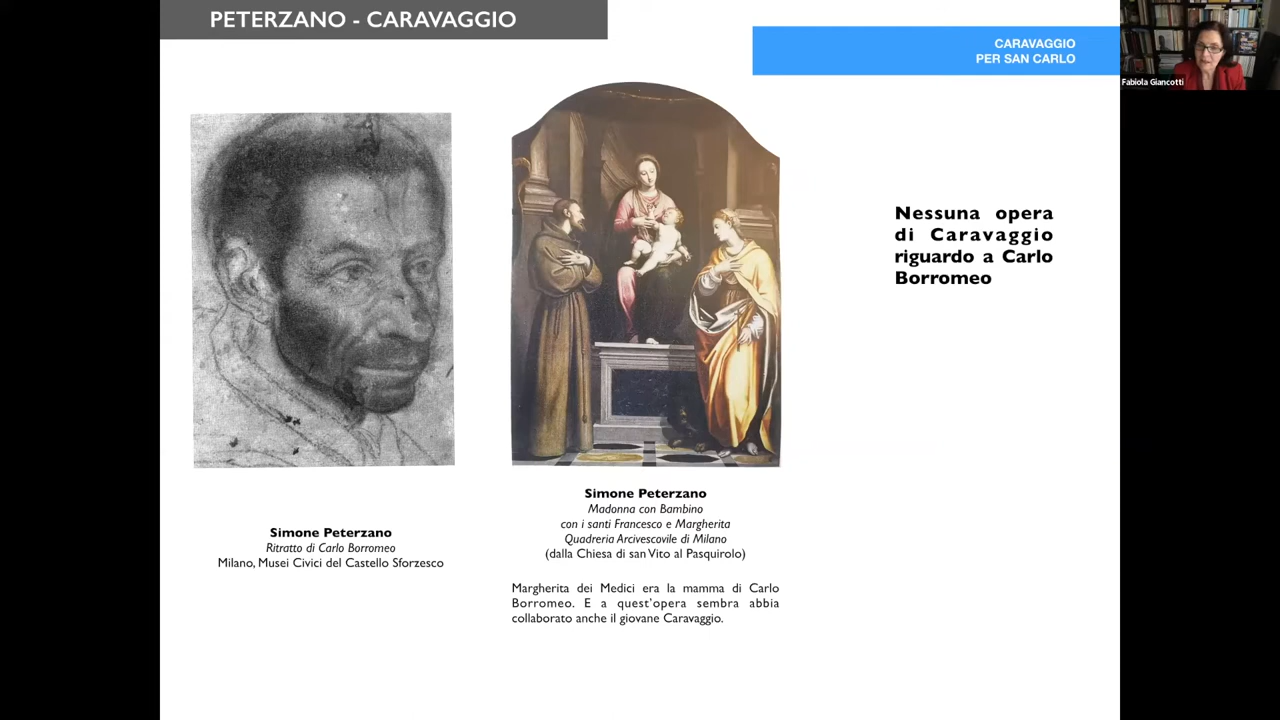 PETERZANO - CARAVAGGIO
CARAVAGGIO
PER SAN CARLO
Fabiola Giancotti
Nessuna opera
di Caravaggio
riguardo a Carlo
Borromeo
Simone Peterzano
Ritratto di Carlo Borromeo
Milano, Musei Civici del Castello Sforzesco
Simone Peterzano
Madonna con Bambino
con i santi Francesco e Margherita
Quadreria Arcivescovile di Milano
(dalla Chiesa di san Vito al Pasquirolo)
Margherita dei Medici era la mamma di Carlo
Borromeo. E a quest'opera sembra abbia
collaborato anche il giovane Caravaggio.